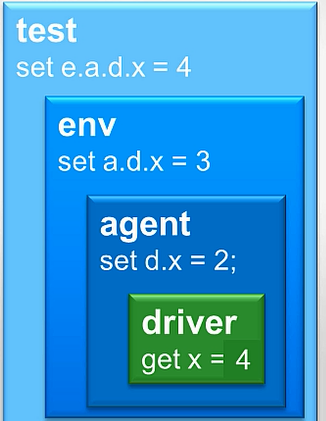 test
set e.a.d.x = 4
env
set a.d.x = 3
agent
set d.x = 2;
driver
get x = 4